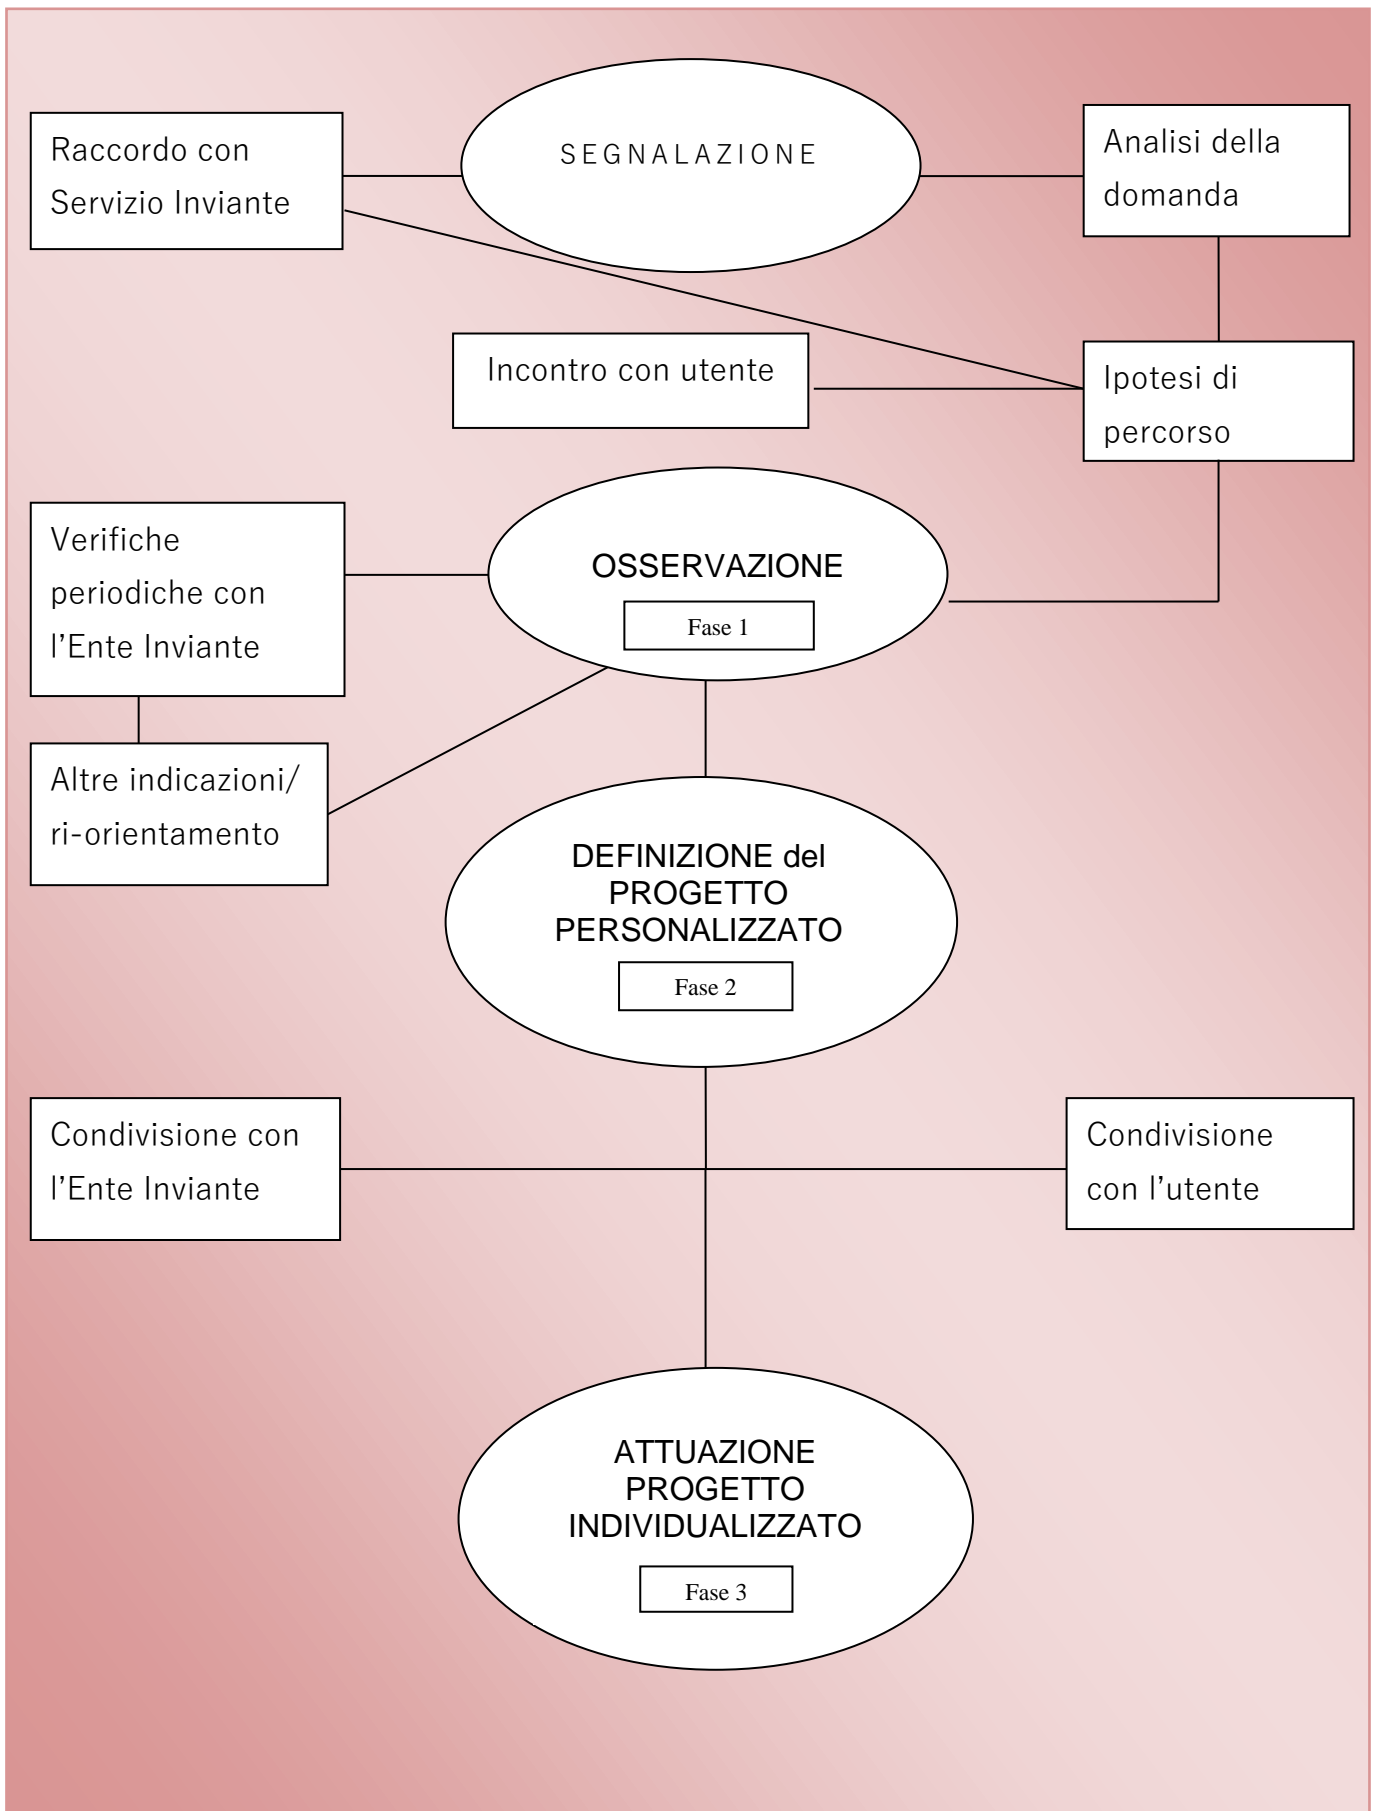 SEGNALAZIONE
Raccordo con
Servizio Inviante
Analisi della
domanda
Incontro con utente
Ipotesi di
percorso
Verifiche
periodiche con
l’Ente Inviante
OSSERVAZIONE
Fase 1
Altre indicazioni/
ri-orientamento
DEFINIZIONE del
PROGETTO
PERSONALIZZATO
Fase 2
Condivisione con
l’Ente Inviante
Condivisione
con l’utente
ATTUAZIONE
PROGETTO
INDIVIDUALIZZATO
Fase 3